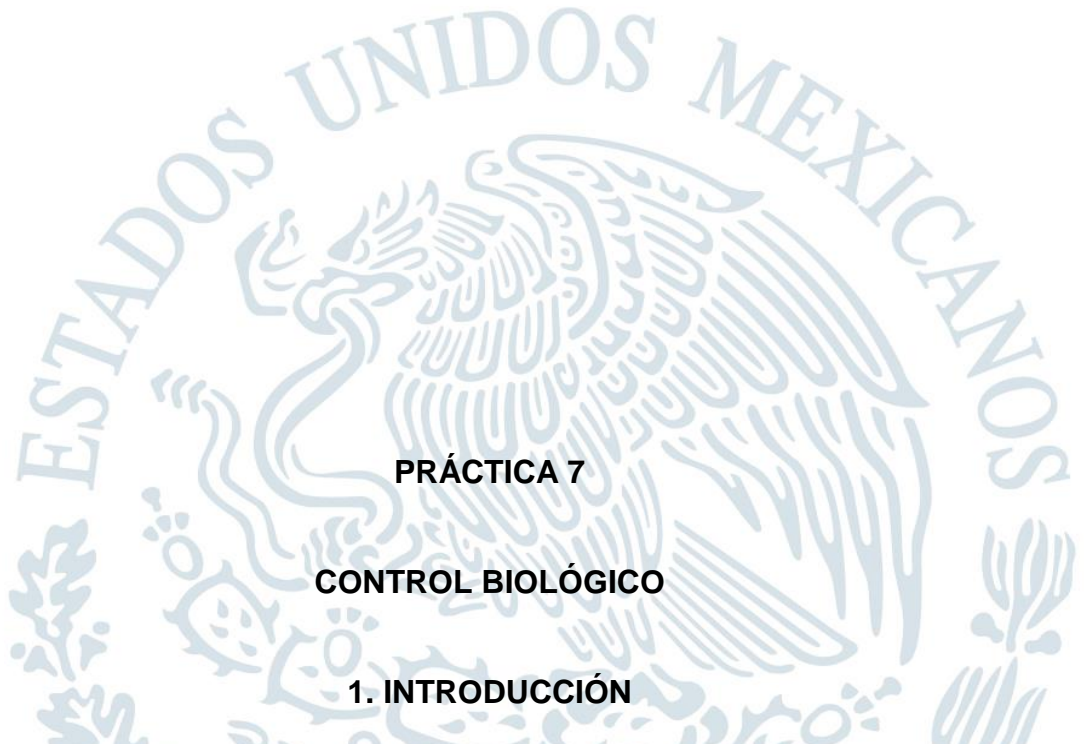 ESTADOS UNIDOS MEXICANOS
PRÁCTICA 7
CONTROL BIOLÓGICO
1. INTRODUCCIÓN